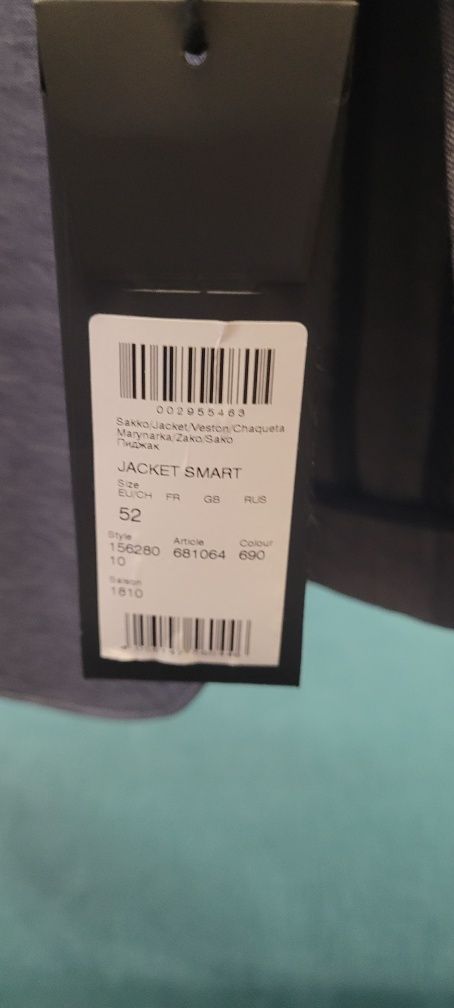 002955463
Sakko/Jacket/Veston/Chaqueta
Marynarka/Zako/Sako
Пиджак
JACKET SMART
Size
EU/CH FR GB RUS
52
Style Article Colour
156280 681064 690
10
Saison
1810